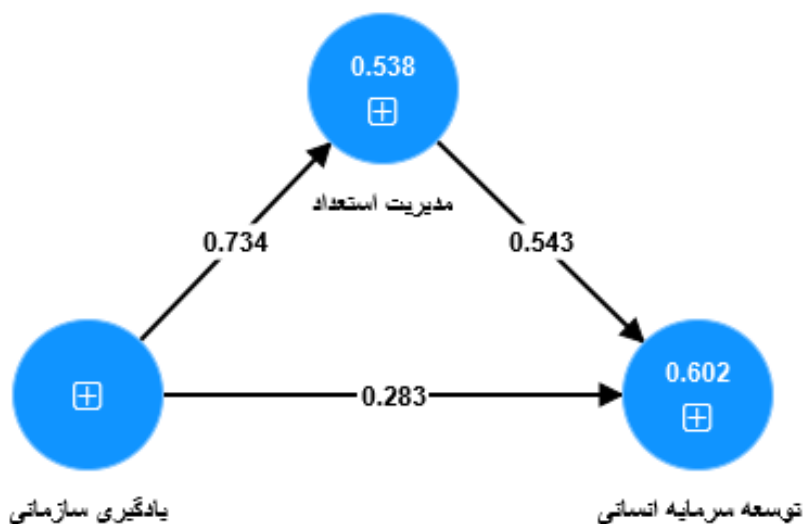 0.538
مدیریت استعداد
0.734
0.543
0.283
0.602
یادگیری سازمانی
توسعه سرمایه انسانی